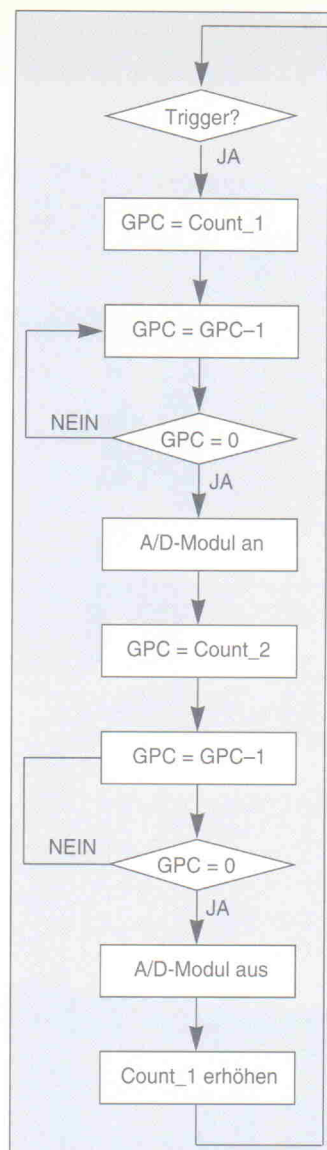 Trigger?
JA
GPC = Count_1
GPC = GPC–1
NEIN
GPC = 0
JA
A/D-Modul an
GPC = Count_2
GPC = GPC–1
NEIN
GPC = 0
JA
A/D-Modul aus
Count_1 erhöhen